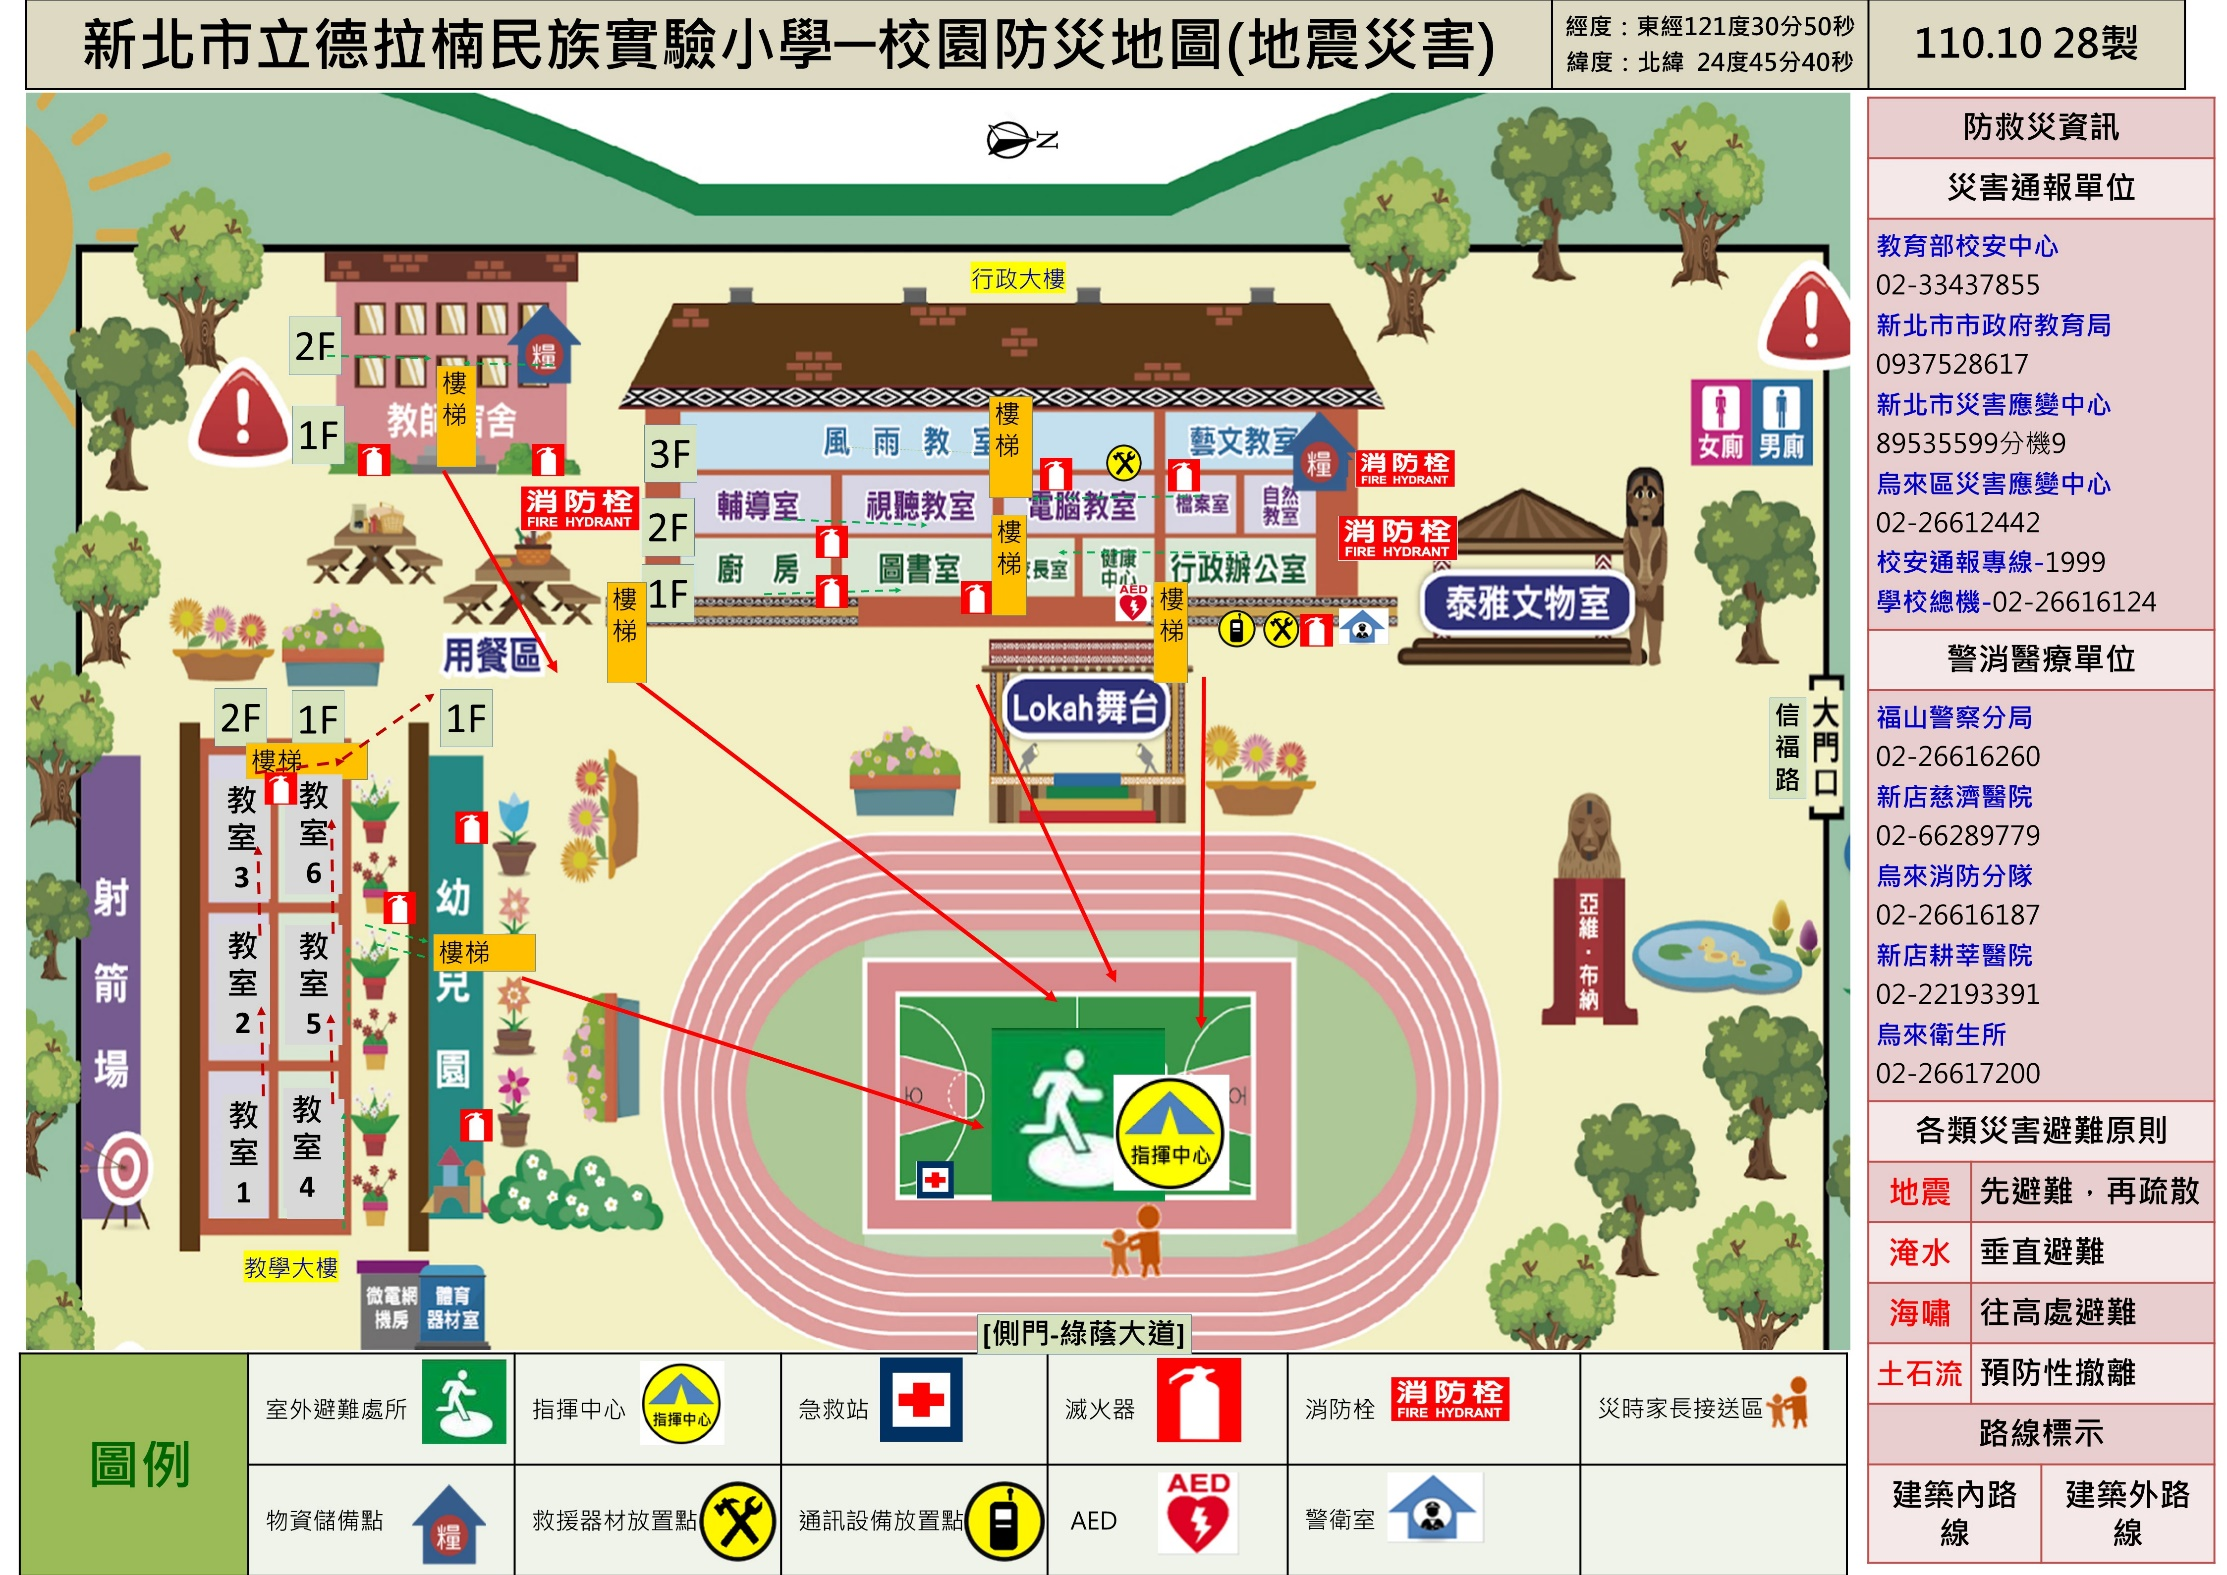 新北市立德拉楠民族實驗小學─校園防災地圖(地震災害)
經度：東經121度30分50秒
緯度：北緯 24度45分40秒
110.10 28製
N
行政大樓
2F
糧
樓梯
1F
教師宿舍
3F
風雨教室
樓梯
藝文教室
糧
消防栓
FIRE HYDRANT
女廁
男廁
消防栓
FIRE HYDRANT
2F
輔導室
視聽教室
電腦教室
檔案室
自然教室
消防栓
FIRE HYDRANT
樓梯
1F
廚房
圖書室
長室
健康中心
行政辦公室
AED
樓梯
樓梯
泰雅文物室
用餐區
Lokah舞台
信福路
大門口
2F
1F
1F
樓梯
教室3
教室6
射箭場
幼兒園
樓梯
教室2
教室5
教室1
教室4
亞維·布納
指揮中心
教學大樓
微電網機房
體育器材室
[側門-綠蔭大道]
圖例
室外避難處所
指揮中心
指揮中心
急救站
滅火器
消防栓
消防栓
FIRE HYDRANT
災時家長接送區
物資儲備點
糧
救援器材放置點
通訊設備放置點
AED
AED
警衛室
防救災資訊
災害通報單位
教育部校安中心
02-33437855
新北市市政府教育局
0937528617
新北市災害應變中心
89535599分機9
烏來區災害應變中心
02-26612442
校安通報專線-1999
學校總機-02-26616124
警消醫療單位
福山警察分局
02-26616260
新店慈濟醫院
02-66289779
烏來消防分隊
02-26616187
新店耕莘醫院
02-22193391
烏來衛生所
02-26617200
各類災害避難原則
地震 先避難，再疏散
淹水 垂直避難
海嘯 往高處避難
土石流 預防性撤離
路線標示
建築內路線
建築外路線